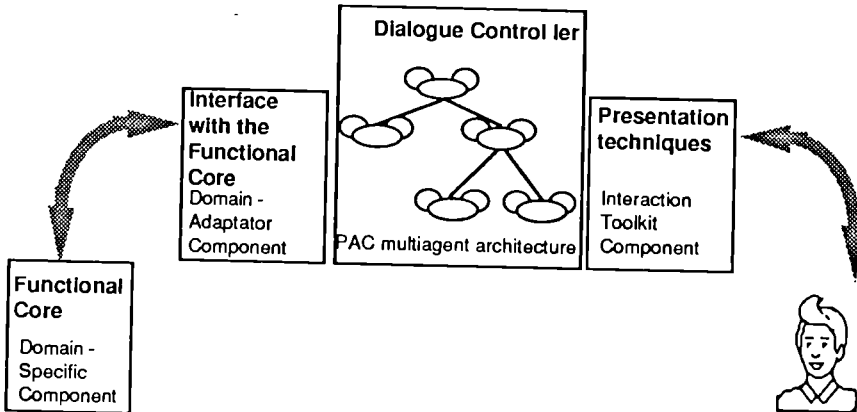 Dialogue Control ler
Interface
with the
Functional
Core
Domain -
Adaptator
Component
PAC multiagent architecture
Presentation
techniques
Interaction
Toolkit
Component
Functional
Core
Domain -
Specific
Component